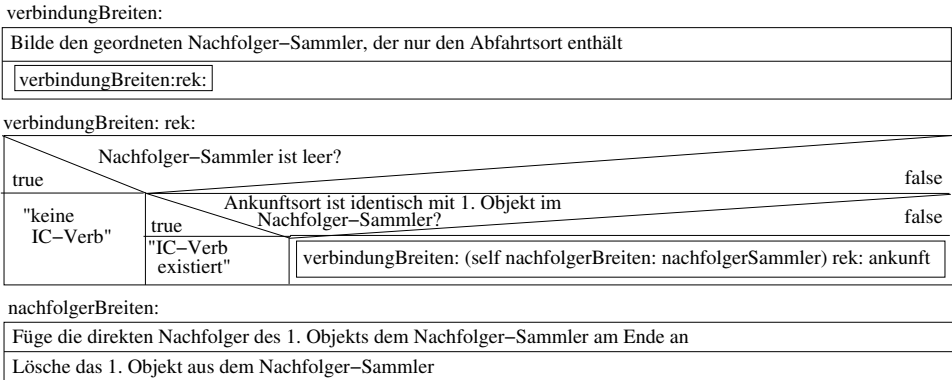 verbindungBreiten:
Bilde den geordneten Nachfolger−Sammler, der nur den Abfahrtsort enthält
verbindungBreiten:rek:
verbindungBreiten: rek:
Nachfolger−Sammler ist leer?
true
false
Ankunftsort ist identisch mit 1. Objekt im
Nachfolger−Sammler?
"keine
IC−Verb"
true
false
"IC−Verb
existiert"
verbindungBreiten: (self nachfolgerBreiten: nachfolgerSammler) rek: ankunft
nachfolgerBreiten:
Füge die direkten Nachfolger des 1. Objekts dem Nachfolger−Sammler am Ende an
Lösche das 1. Objekt aus dem Nachfolger−Sammler